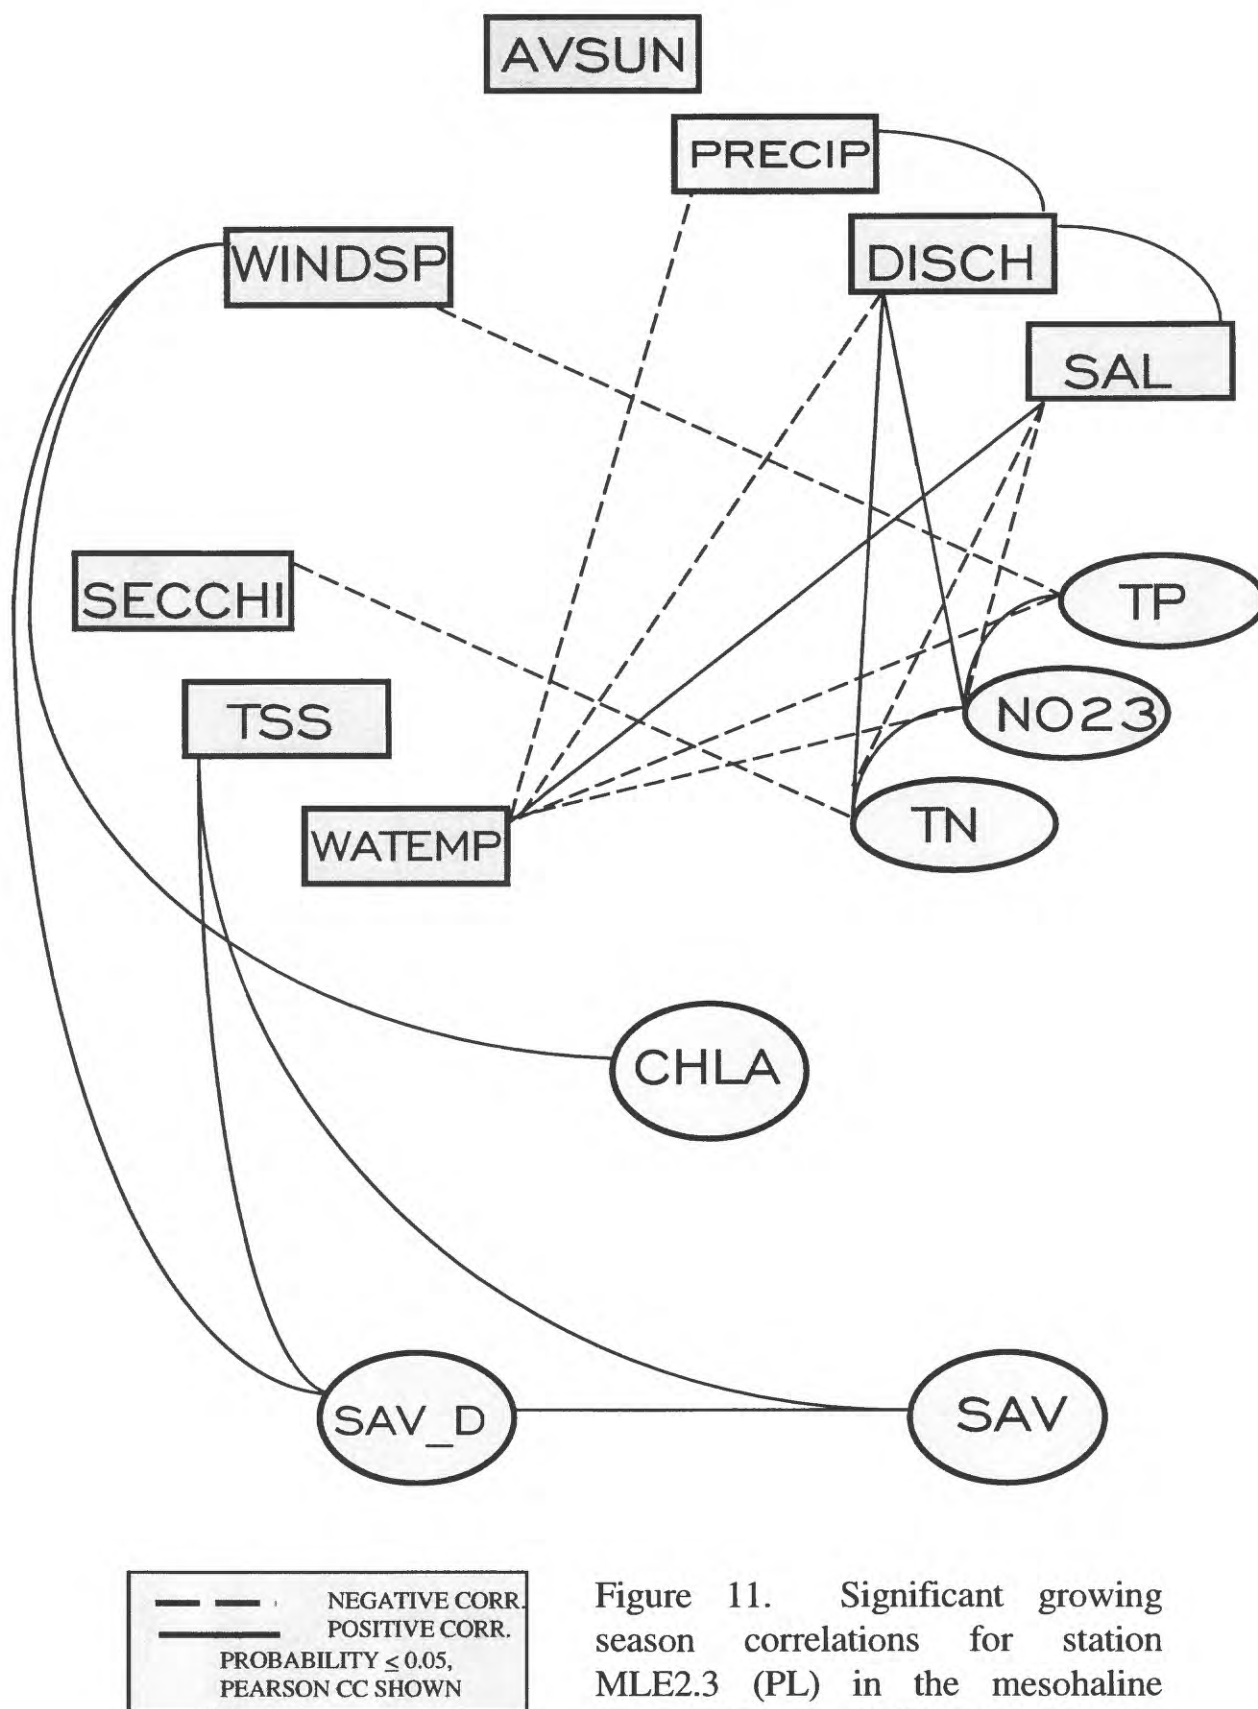 AVSUN
PRECIP
WINDSP
DISCH
SAL
SECCHI
TP
TSS
NO23
WATEMP
TN
CHLA
SAV_D
SAV
NEGATIVE CORR.
POSITIVE CORR.
PROBABILITY ≤ 0.05,
PEARSON CC SHOWN
Figure 11. Significant growing
season correlations for station
MLE2.3 (PL) in the mesohaline